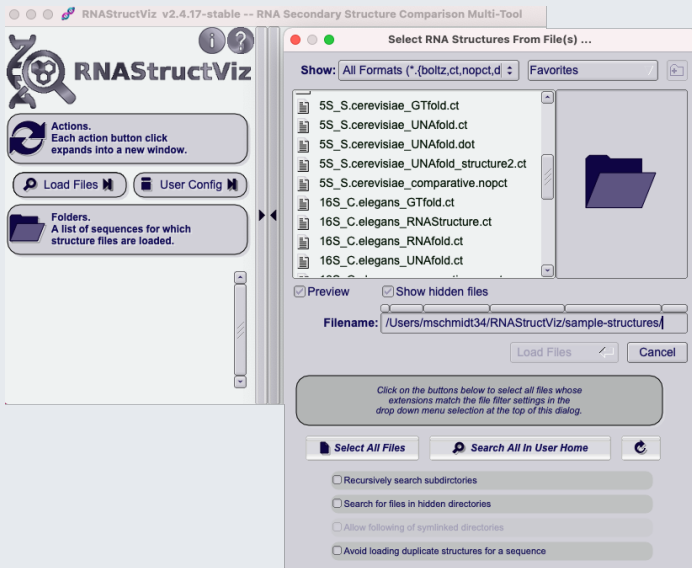 RNAStructViz v2.4.17-stable -- RNA Secondary Structure Comparison Multi-Tool
i ?
RNAStructViz
Actions.
Each action button click
expands into a new window.
Load Files
User Config
Folders.
A list of sequences for which
structure files are loaded.
Select RNA Structures From File(s) ...
Show: All Formats (*.{boltz,ct,nopct,d
Favorites
5S_S.cerevisiae_GTfold.ct
5S_S.cerevisiae_UNAfold.ct
5S_S.cerevisiae_UNAfold.dot
5S_S.cerevisiae_UNAfold_structure2.ct
5S_S.cerevisiae_comparative.nopct
16S_C.elegans_GTfold.ct
16S_C.elegans_RNAStructure.ct
16S_C.elegans_RNAfold.ct
16S_C.elegans_UNAfold.ct
Preview
Show hidden files
Filename: /Users/mschmidt34/RNAStructViz/sample-structures/
Load Files
Cancel
Click on the buttons below to select all files whose
extensions match the file filter settings in the
drop down menu selection at the top of this dialog.
Select All Files
Search All In User Home
Recursively search subdirctories
Search for files in hidden directories
Allow following of symlinked directories
Avoid loading duplicate structures for a sequence